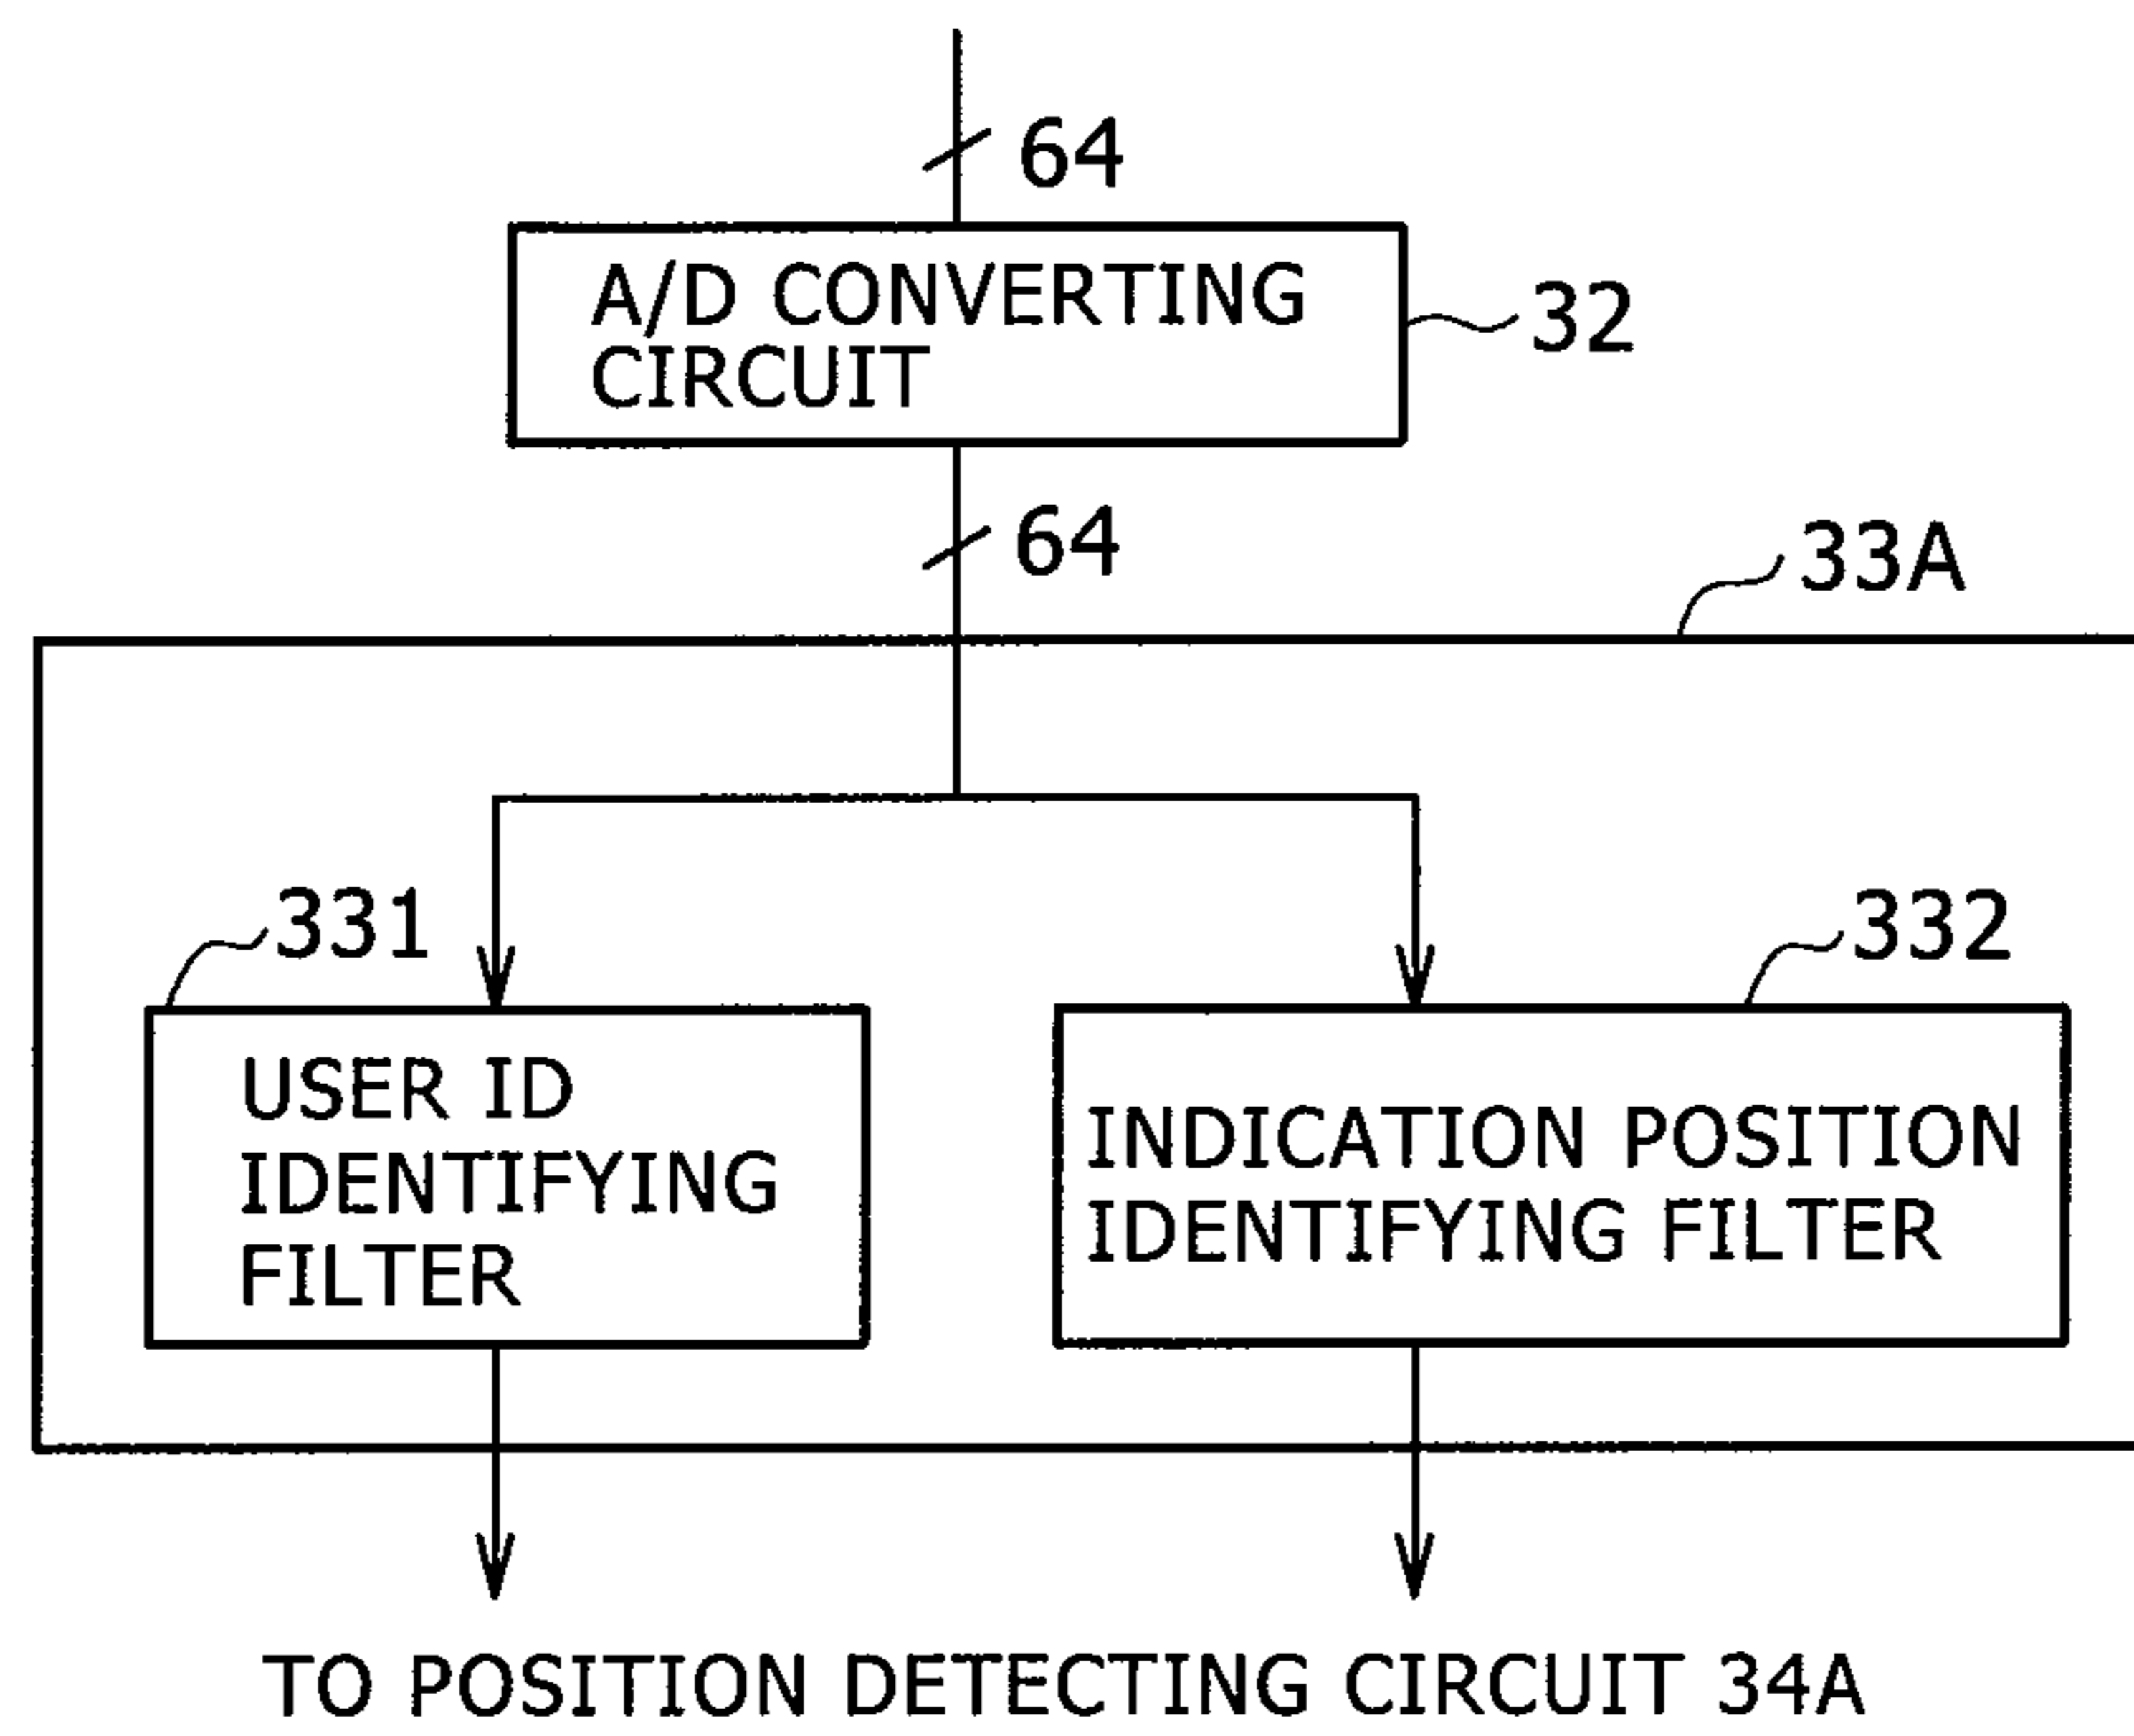 64
A/D CONVERTING
CIRCUIT
32
64
33A
331
332
USER ID
IDENTIFYING
FILTER
INDICATION POSITION
IDENTIFYING FILTER
TO POSITION DETECTING CIRCUIT 34A